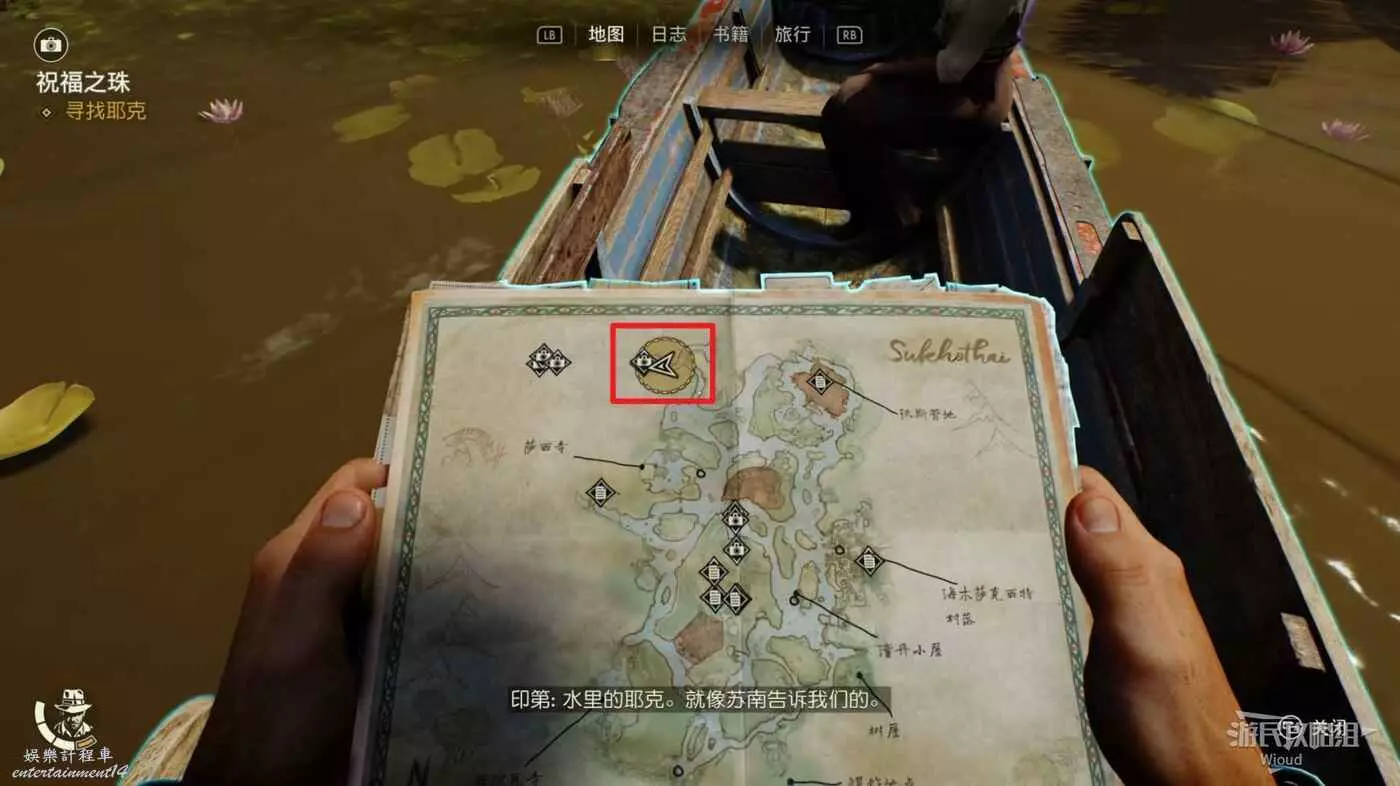 LB 地图 日志 书籍 旅行 RB
祝福之珠
寻找耶克
Sukhothai
萨西寺
海木萨克西特
村落
潼丹小屋
印第: 水里的耶克。就像苏南告诉我们的。
树屋
N
关闭
娛樂計程車
entertainment14
游民攻略组
Wioud